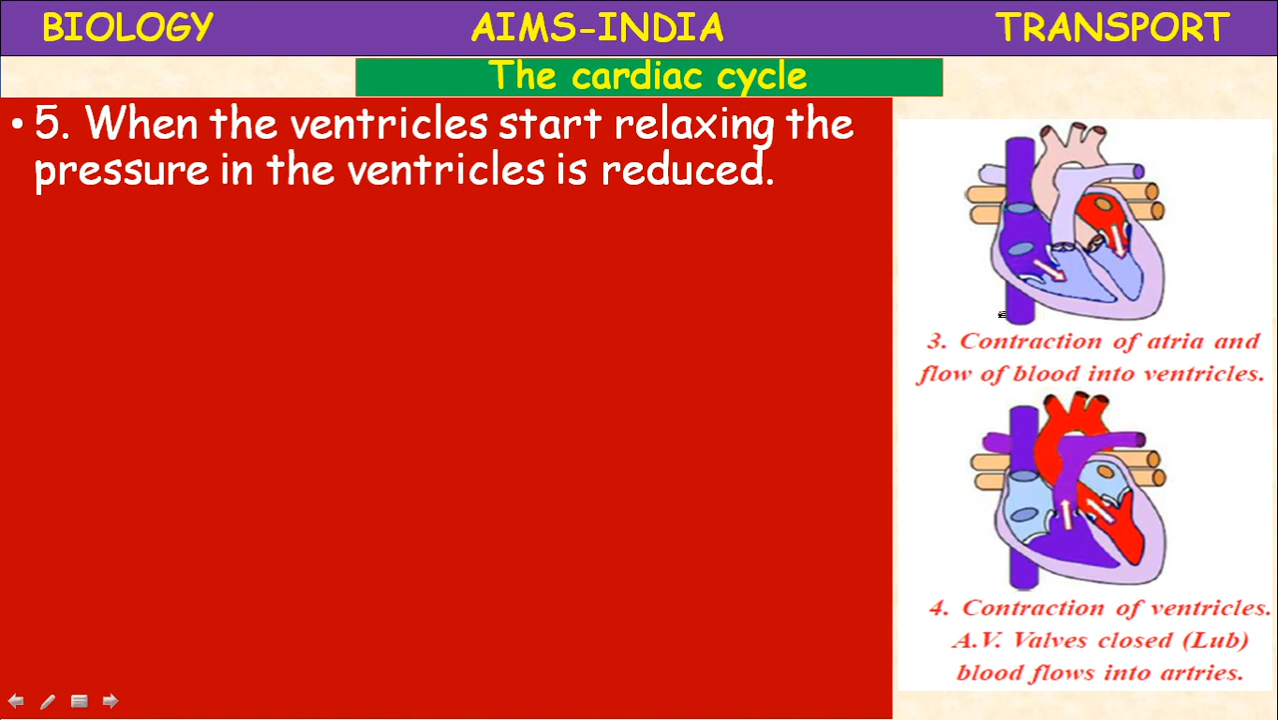 BIOLOGY AIMS-INDIA TRANSPORT
The cardiac cycle
• 5. When the ventricles start relaxing the
pressure in the ventricles is reduced.
3. Contraction of atria and
flow of blood into ventricles.
4. Contraction of ventricles.
A.V. Valves closed (Lub)
blood flows into artries.